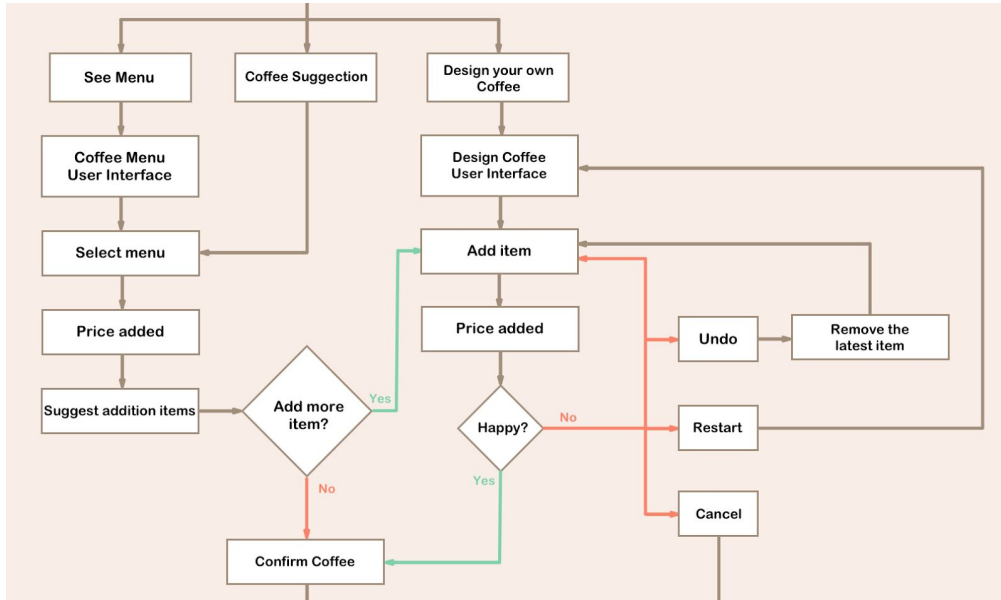 See Menu
Coffee Suggection
Design your own
Coffee
Coffee Menu
User Interface
Design Coffee
User Interface
Select menu
Add item
Price added
Price added
Undo
Remove the
latest item
Suggest addition items
Add more
item?
Yes
Happy?
No
Restart
Yes
No
Cancel
Confirm Coffee